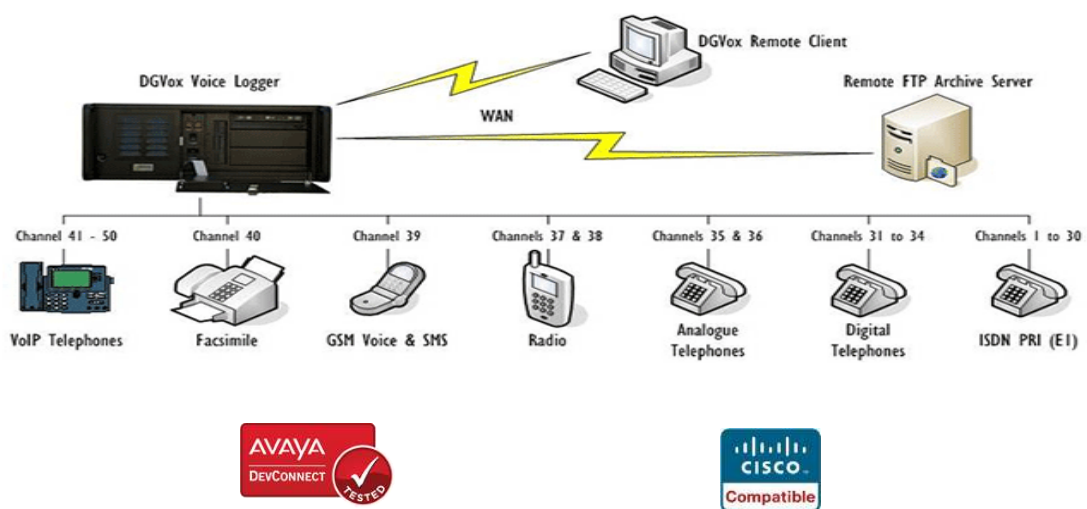 DGVox Remote Client
DGVox Voice Logger
Remote FTP Archive Server
WAN
Channel 41 - 50
Channel 40
Channel 39
Channels 37 & 38
Channels 35 & 36
Channels 31 to 34
Channels 1 to 30
VoIP Telephones
Facsimile
GSM Voice & SMS
Radio
Analogue
Telephones
Digital
Telephones
ISDN PRI (E1)
AVAYA
DEVCONNECT
TESTED
CISCO
Compatible